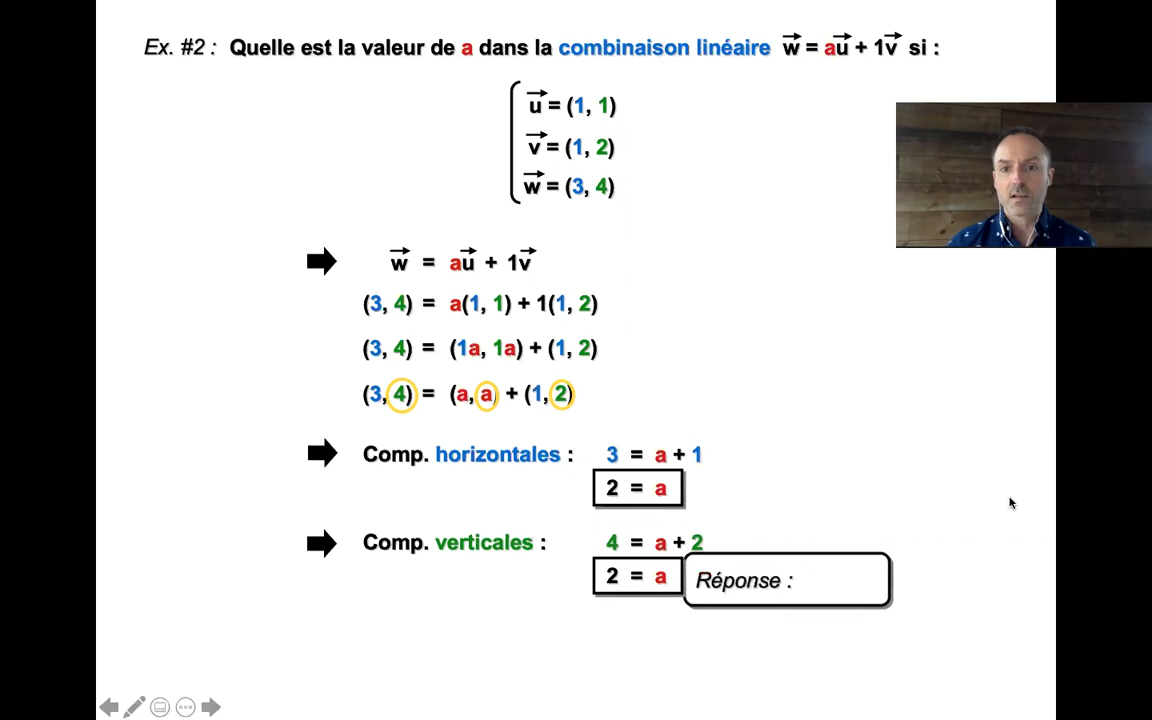 Ex. #2 : Quelle est la valeur de a dans la combinaison linéaire w = au + 1v si :
u = (1, 1)
v = (1, 2)
w = (3, 4)
w = au + 1v
(3, 4) = a(1, 1) + 1(1, 2)
(3, 4) = (1a, 1a) + (1, 2)
(3, 4) = (a, a) + (1, 2)
Comp. horizontales : 3 = a + 1
2 = a
Comp. verticales : 4 = a + 2
2 = a
Réponse :